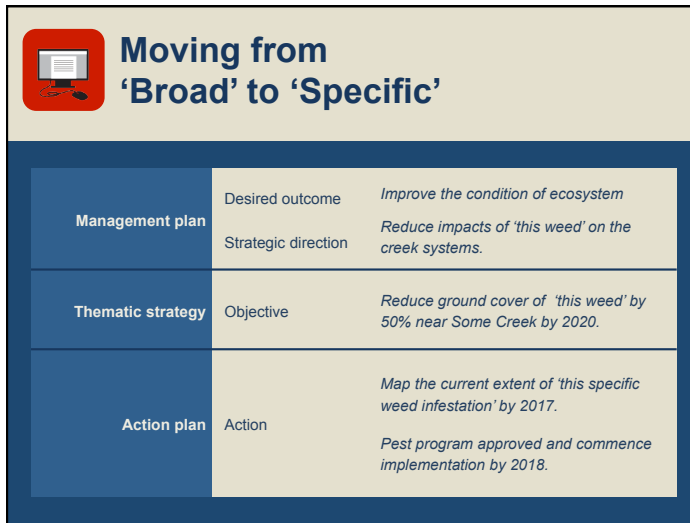 Moving from
‘Broad’ to ‘Specific’
Management plan
Desired outcome
Improve the condition of ecosystem
Strategic direction
Reduce impacts of ‘this weed’ on the
creek systems.
Thematic strategy
Objective
Reduce ground cover of ‘this weed’ by
50% near Some Creek by 2020.
Action plan
Action
Map the current extent of ‘this specific
weed infestation’ by 2017.
Pest program approved and commence
implementation by 2018.